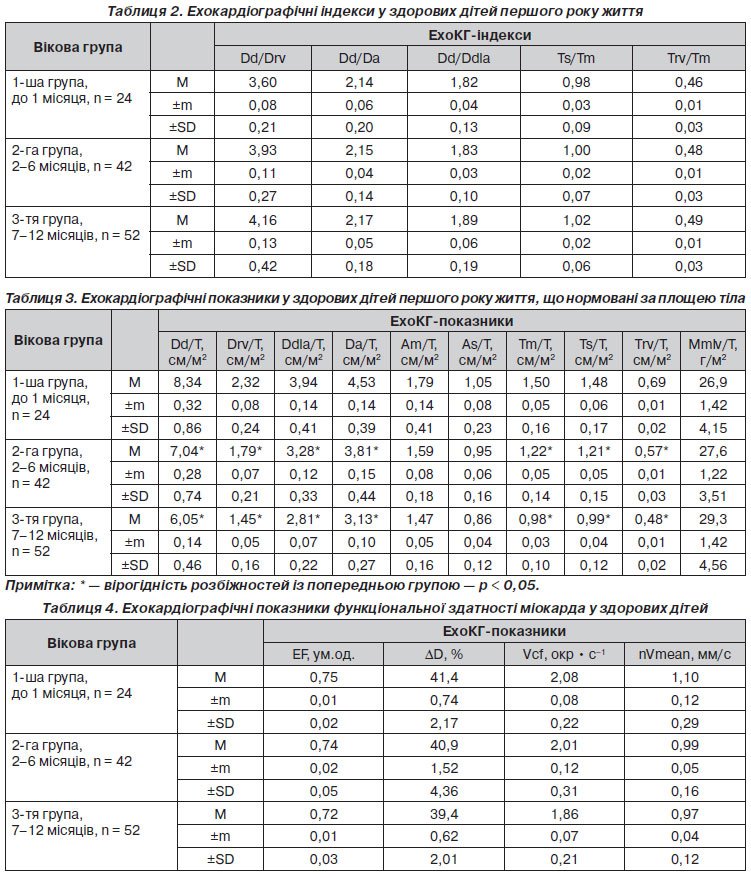 Таблиця 2. Ехокардіографічні індекси у здорових дітей першого року життя
Вікова група ЕхоКГ-індекси
Dd/Drv Dd/Da Dd/Ddla Ts/Tm Trv/Tm
1-ша група, M 3,60 2,14 1,82 0,98 0,46
до 1 місяця, n = 24 ±m 0,08 0,06 0,04 0,03 0,01
±SD 0,21 0,20 0,13 0,09 0,03
2-га група, M 3,93 2,15 1,83 1,00 0,48
2–6 місяців, n = 42 ±m 0,11 0,04 0,03 0,02 0,01
±SD 0,27 0,14 0,10 0,07 0,03
3-тя група, M 4,16 2,17 1,89 1,02 0,49
7–12 місяців, n = 52 ±m 0,13 0,05 0,06 0,02 0,01
±SD 0,42 0,18 0,19 0,06 0,03
Таблиця 3. Ехокардіографічні показники у здорових дітей першого року життя, що нормовані за площею тіла
Вікова група ЕхоКГ-показники
Dd/T, Drv/T, Ddla/T, Da/T, Am/T, As/T, Tm/T, Ts/T, Trv/T, Mmlv/T,
см/м² см/м² см/м² см/м² см/м² см/м² см/м² см/м² см/м² г/м²
1-ша група, M 8,34 2,32 3,94 4,53 1,79 1,05 1,50 1,48 0,69 26,9
до 1 місяця, ±m 0,32 0,08 0,14 0,14 0,14 0,08 0,05 0,06 0,01 1,42
n = 24 ±SD 0,86 0,24 0,41 0,39 0,41 0,23 0,16 0,17 0,02 4,15
2-га група, M 7,04* 1,79* 3,28* 3,81* 1,59 0,95 1,22* 1,21* 0,57* 27,6
2–6 місяців, ±m 0,28 0,07 0,12 0,15 0,08 0,06 0,05 0,05 0,01 1,22
n = 42 ±SD 0,74 0,21 0,33 0,44 0,18 0,16 0,14 0,15 0,03 3,51
3-тя група, M 6,05* 1,45* 2,81* 3,13* 1,47 0,86 0,98* 0,99* 0,48* 29,3
7–12 місяців, ±m 0,14 0,05 0,07 0,10 0,05 0,04 0,03 0,04 0,01 1,42
n = 52 ±SD 0,46 0,16 0,22 0,27 0,16 0,12 0,10 0,12 0,02 4,56
Примітка: * — вірогідність розбіжностей із попередньою групою — p < 0,05.
Таблиця 4. Ехокардіографічні показники функціональної здатності міокарда у здорових дітей
Вікова група ЕхоКГ-показники
EF, ум.од. ΔD, % Vcf, окр • с⁻¹ nVmean, мм/с
1-ша група, M 0,75 41,4 2,08 1,10
до 1 місяця, n = 24 ±m 0,01 0,74 0,08 0,12
±SD 0,02 2,17 0,22 0,29
2-га група, M 0,74 40,9 2,01 0,99
2–6 місяців, n = 42 ±m 0,02 1,52 0,12 0,05
±SD 0,05 4,36 0,31 0,16
3-тя група, M 0,72 39,4 1,86 0,97
7–12 місяців, n = 52 ±m 0,01 0,62 0,07 0,04
±SD 0,03 2,01 0,21 0,12